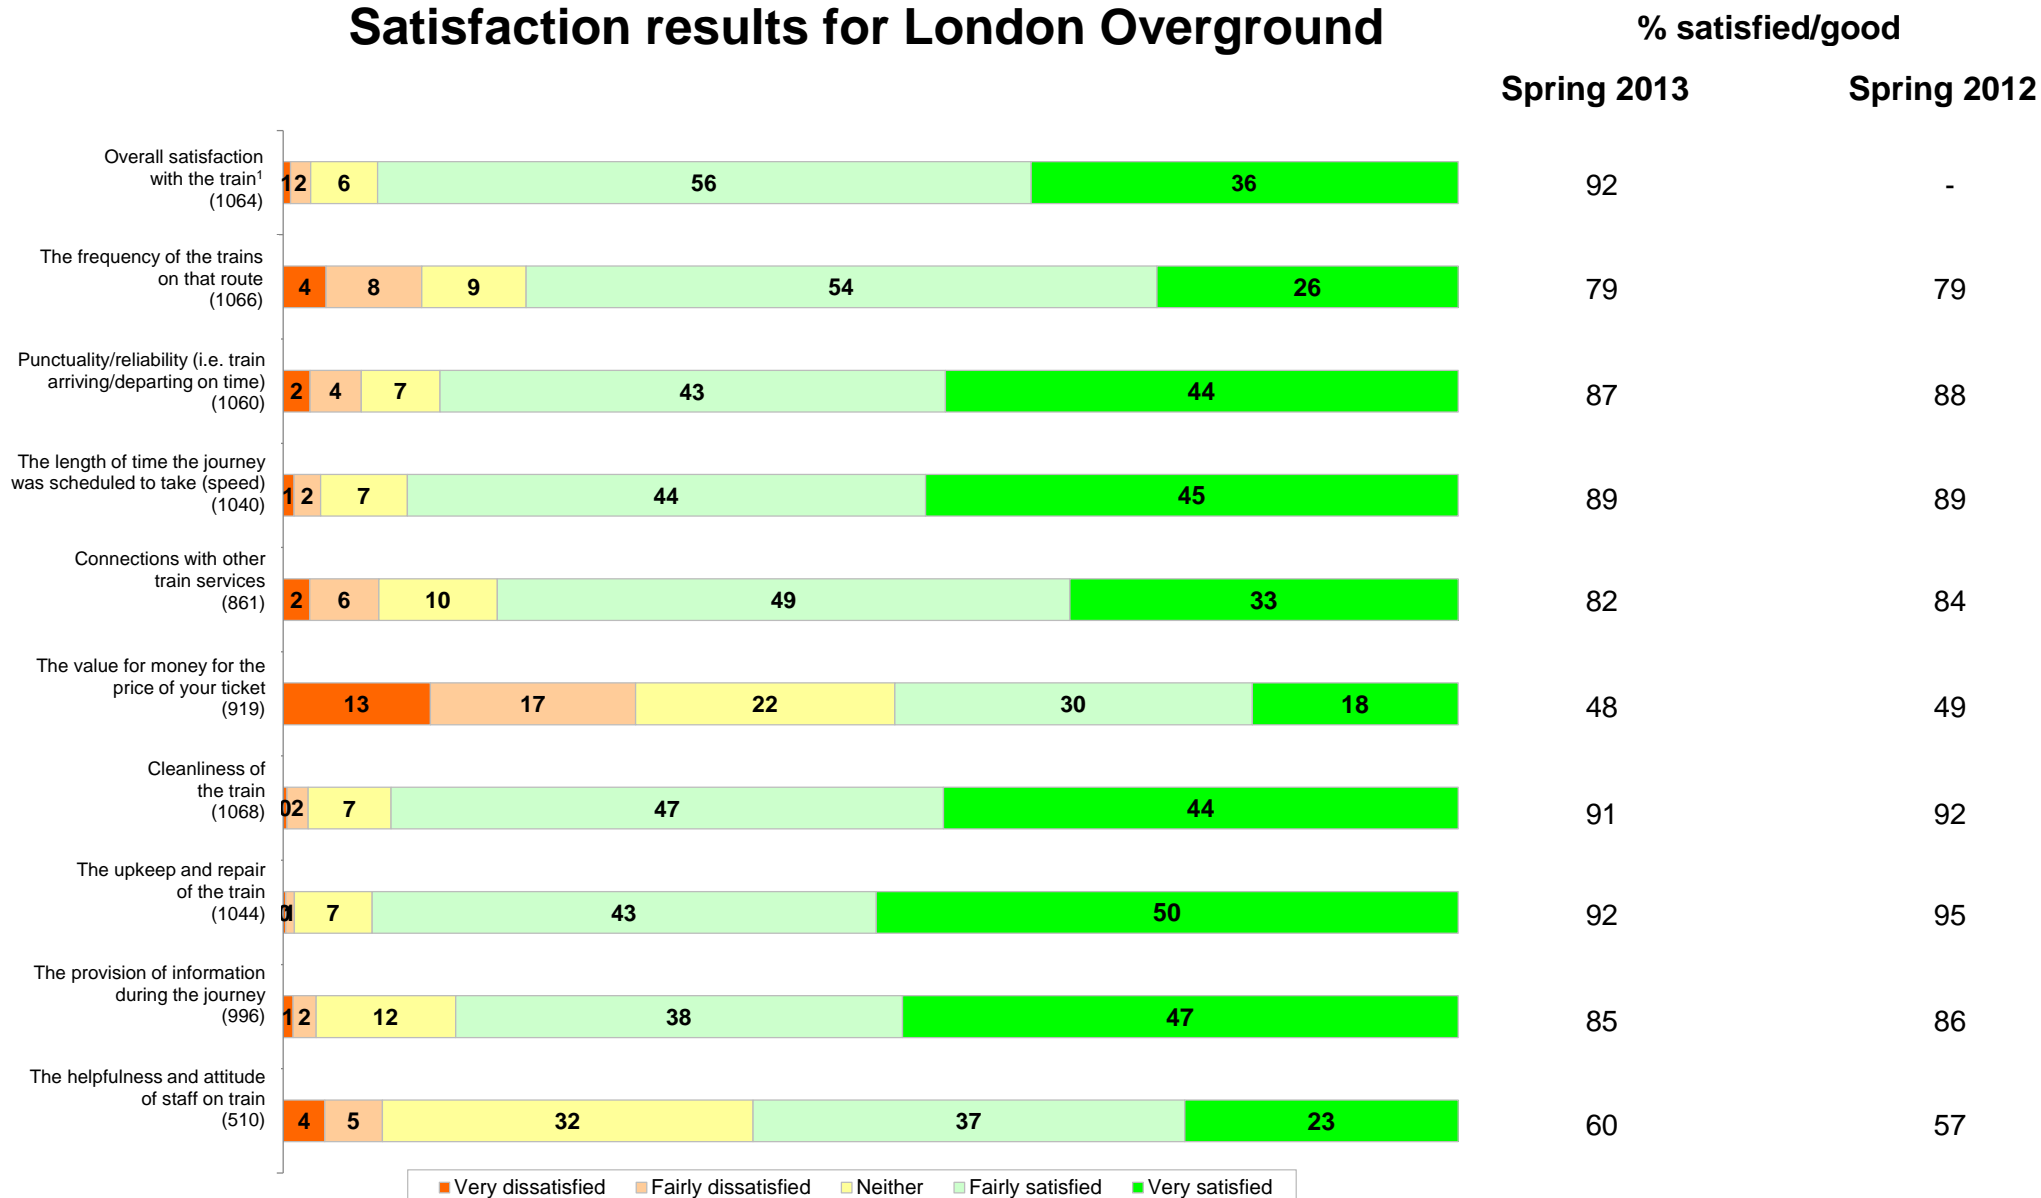 Satisfaction results for London Overground
% satisfied/good
Spring 2013 Spring 2012
Overall satisfaction
with the train¹
(1064)
1 2 6 56 36 92 -
The frequency of the trains
on that route
(1066)
4 8 9 54 26 79 79
Punctuality/reliability (i.e. train
arriving/departing on time)
(1060)
2 4 7 43 44 87 88
The length of time the journey
was scheduled to take (speed)
(1040)
1 2 7 44 45 89 89
Connections with other
train services
(861)
2 6 10 49 33 82 84
The value for money for the
price of your ticket
(919)
13 17 22 30 18 48 49
Cleanliness of
the train
(1068)
0 2 7 47 44 91 92
The upkeep and repair
of the train
(1044)
0 1 7 43 50 92 95
The provision of information
during the journey
(996)
1 2 12 38 47 85 86
The helpfulness and attitude
of staff on train
(510)
4 5 32 37 23 60 57
Very dissatisfied Fairly dissatisfied Neither Fairly satisfied Very satisfied